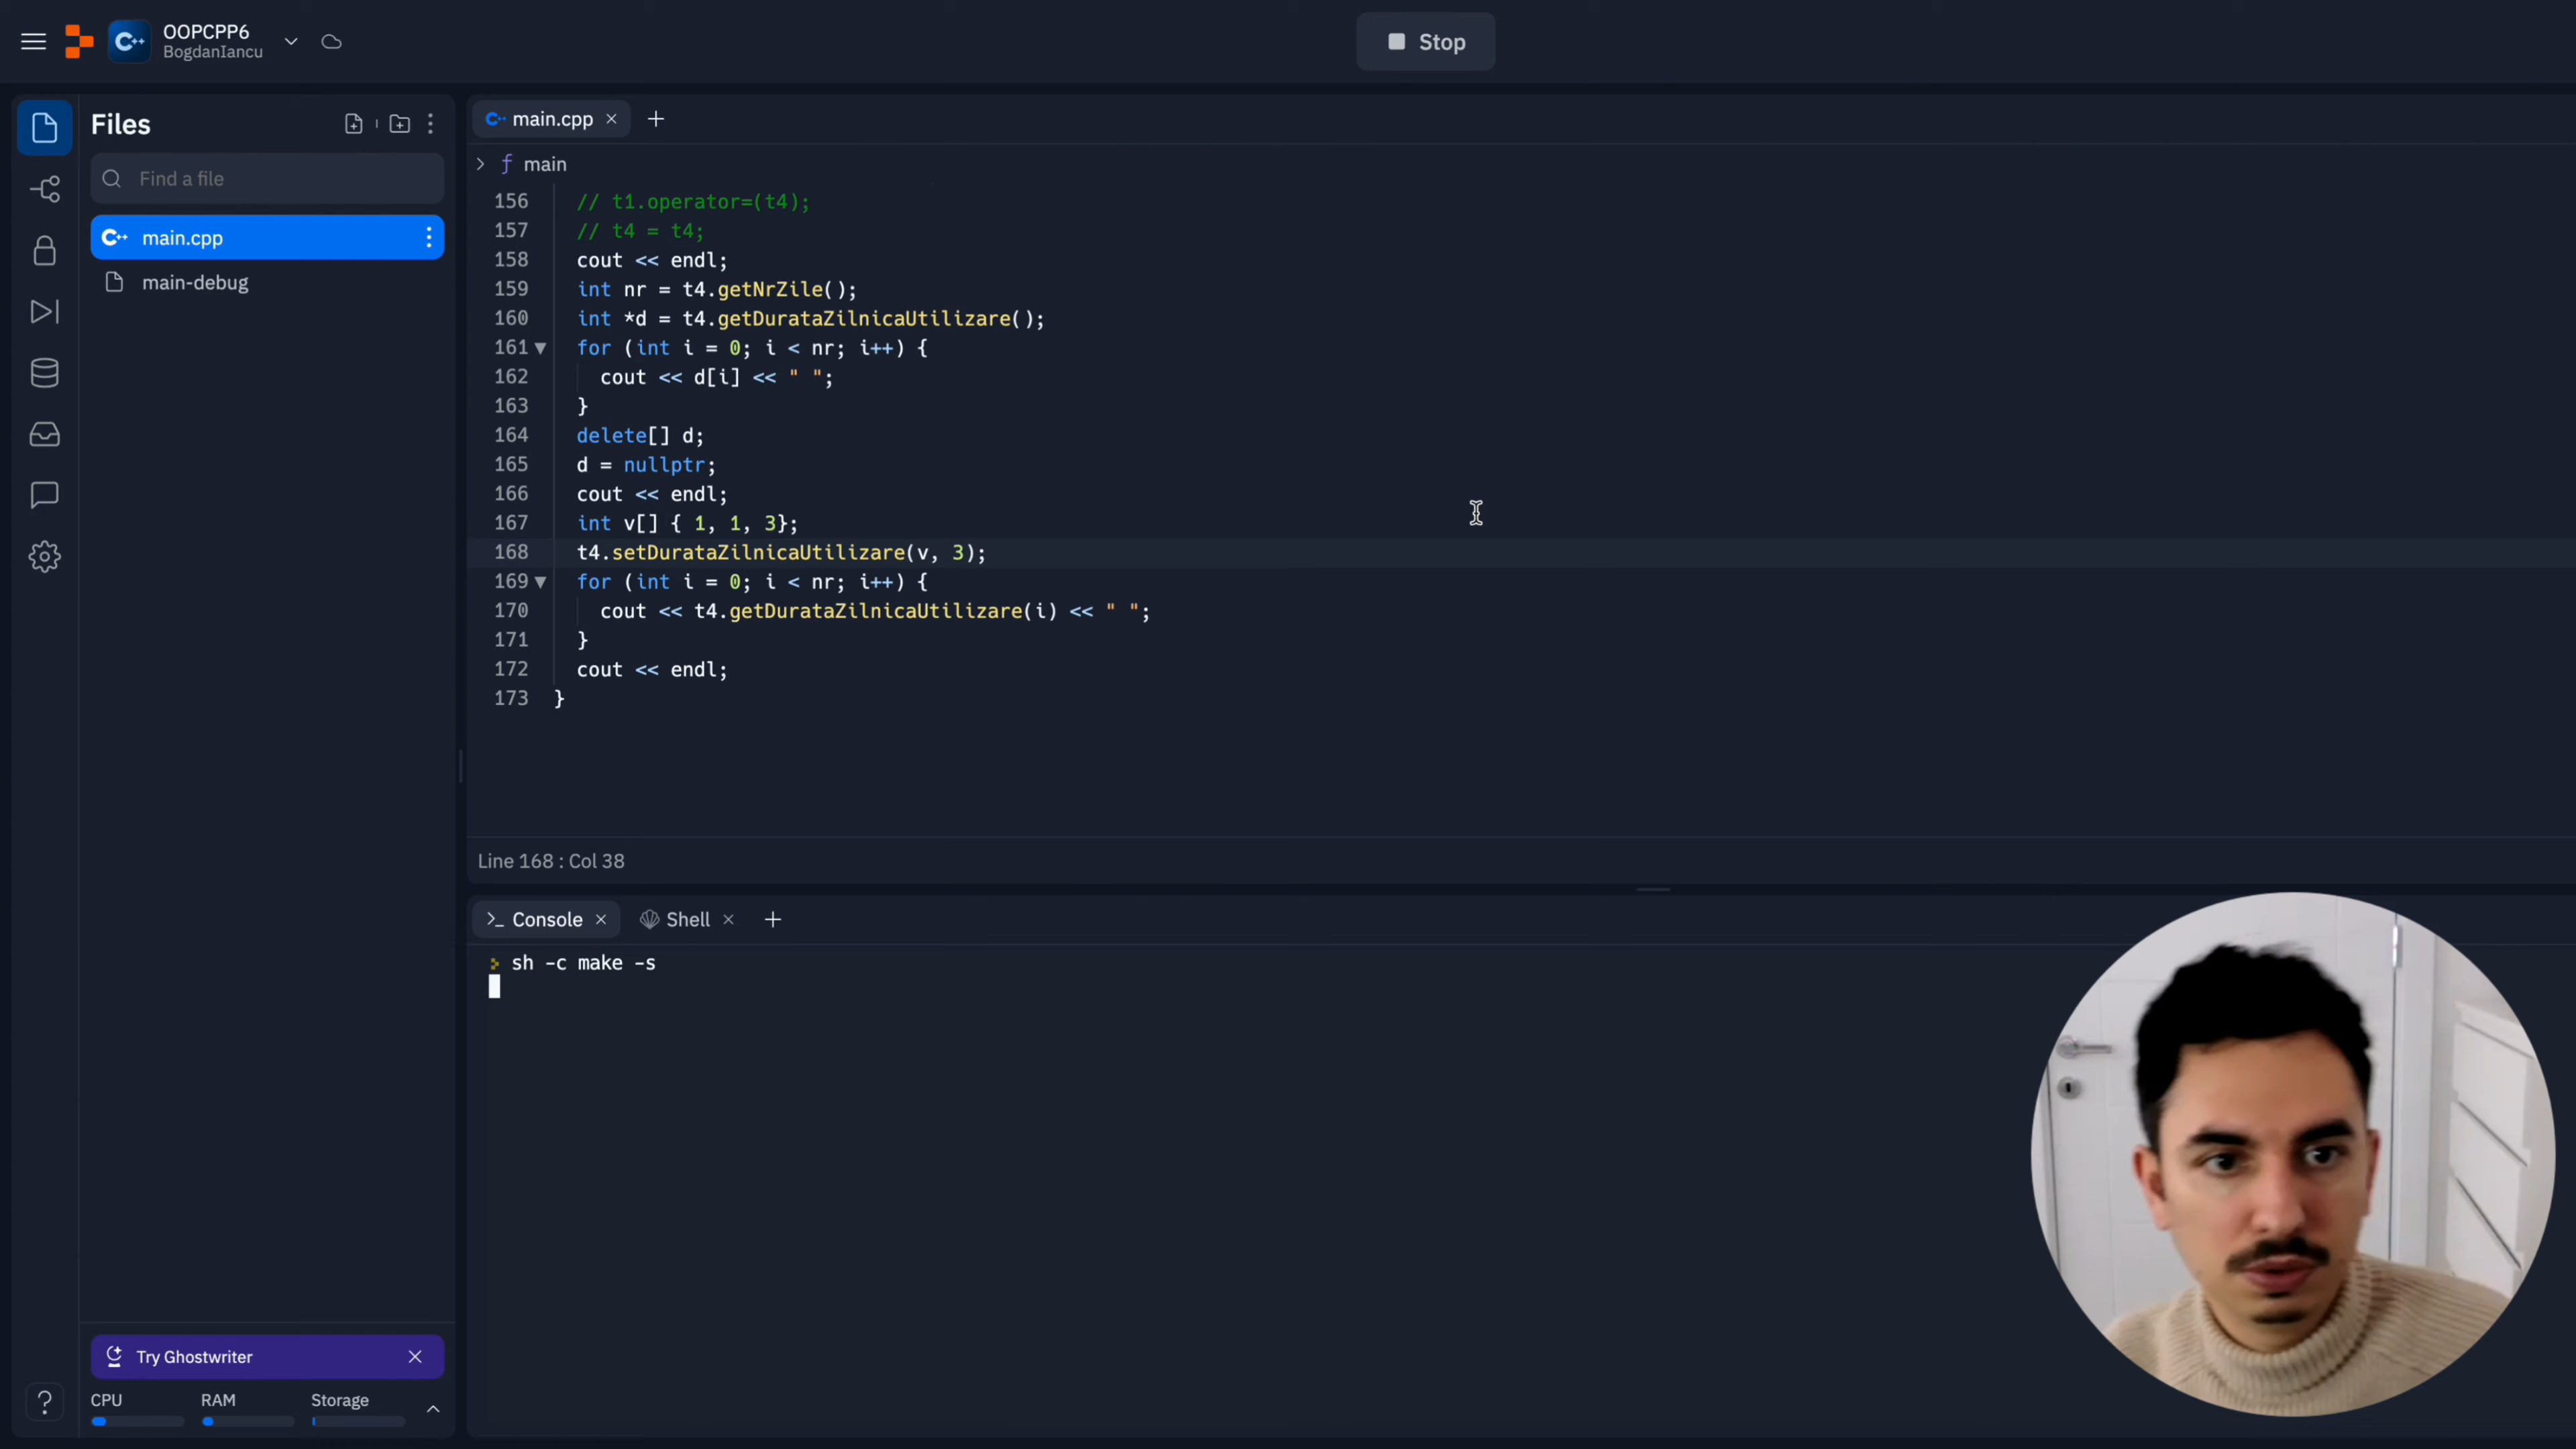 OOPCPP6
BogdanIancu
Stop
Files
Find a file
main.cpp
main-debug
main.cpp
main
156 // t1.operator=(t4);
157 // t4 = t4;
158 cout << endl;
159 int nr = t4.getNrZile();
160 int *d = t4.getDurataZilnicaUtilizare();
161 for (int i = 0; i < nr; i++) {
162 cout << d[i] << " ";
163 }
164 delete[] d;
165 d = nullptr;
166 cout << endl;
167 int v[] { 1, 1, 3};
168 t4.setDurataZilnicaUtilizare(v, 3);
169 for (int i = 0; i < nr; i++) {
170 cout << t4.getDurataZilnicaUtilizare(i) << " ";
171 }
172 cout << endl;
173 }
Line 168 : Col 38
Console
Shell
sh -c make -s
Try Ghostwriter
CPU RAM Storage